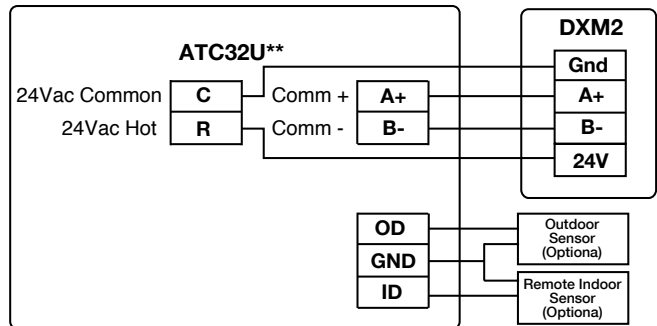 DXM2
ATC32U**
Gnd
24Vac Common C Comm + A+ A+
24Vac Hot R Comm - B- B-
24V
OD
GND
ID
Outdoor
Sensor
(Optiona)
Remote Indoor
Sensor
(Optiona)